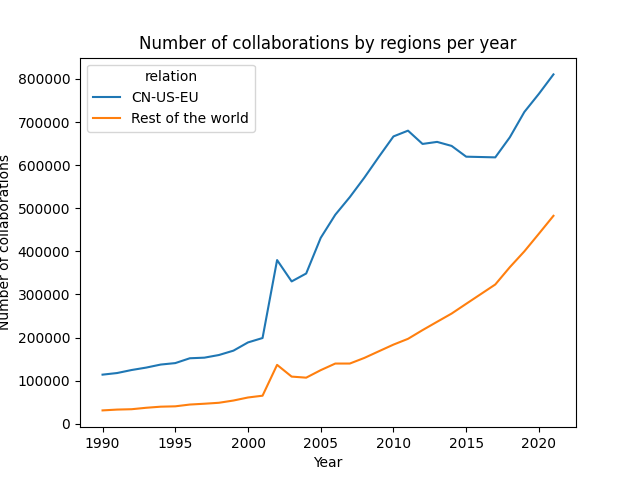 Number of collaborations by regions per year
relation
CN-US-EU
Rest of the world
800000
700000
600000
500000
400000
300000
200000
100000
0
Number of collaborations
1990
1995
2000
2005
2010
2015
2020
Year